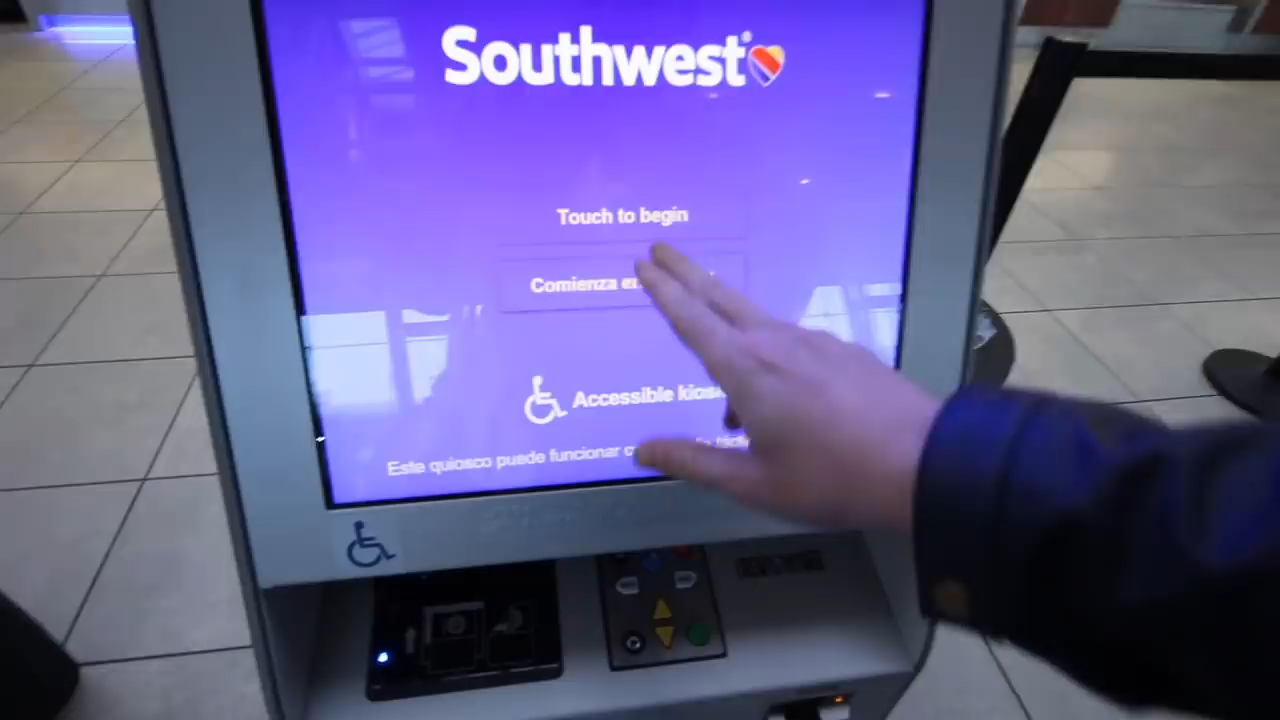 Southwest
Touch to begin
Comienza
Accessible
Este quiosco puede funcionar